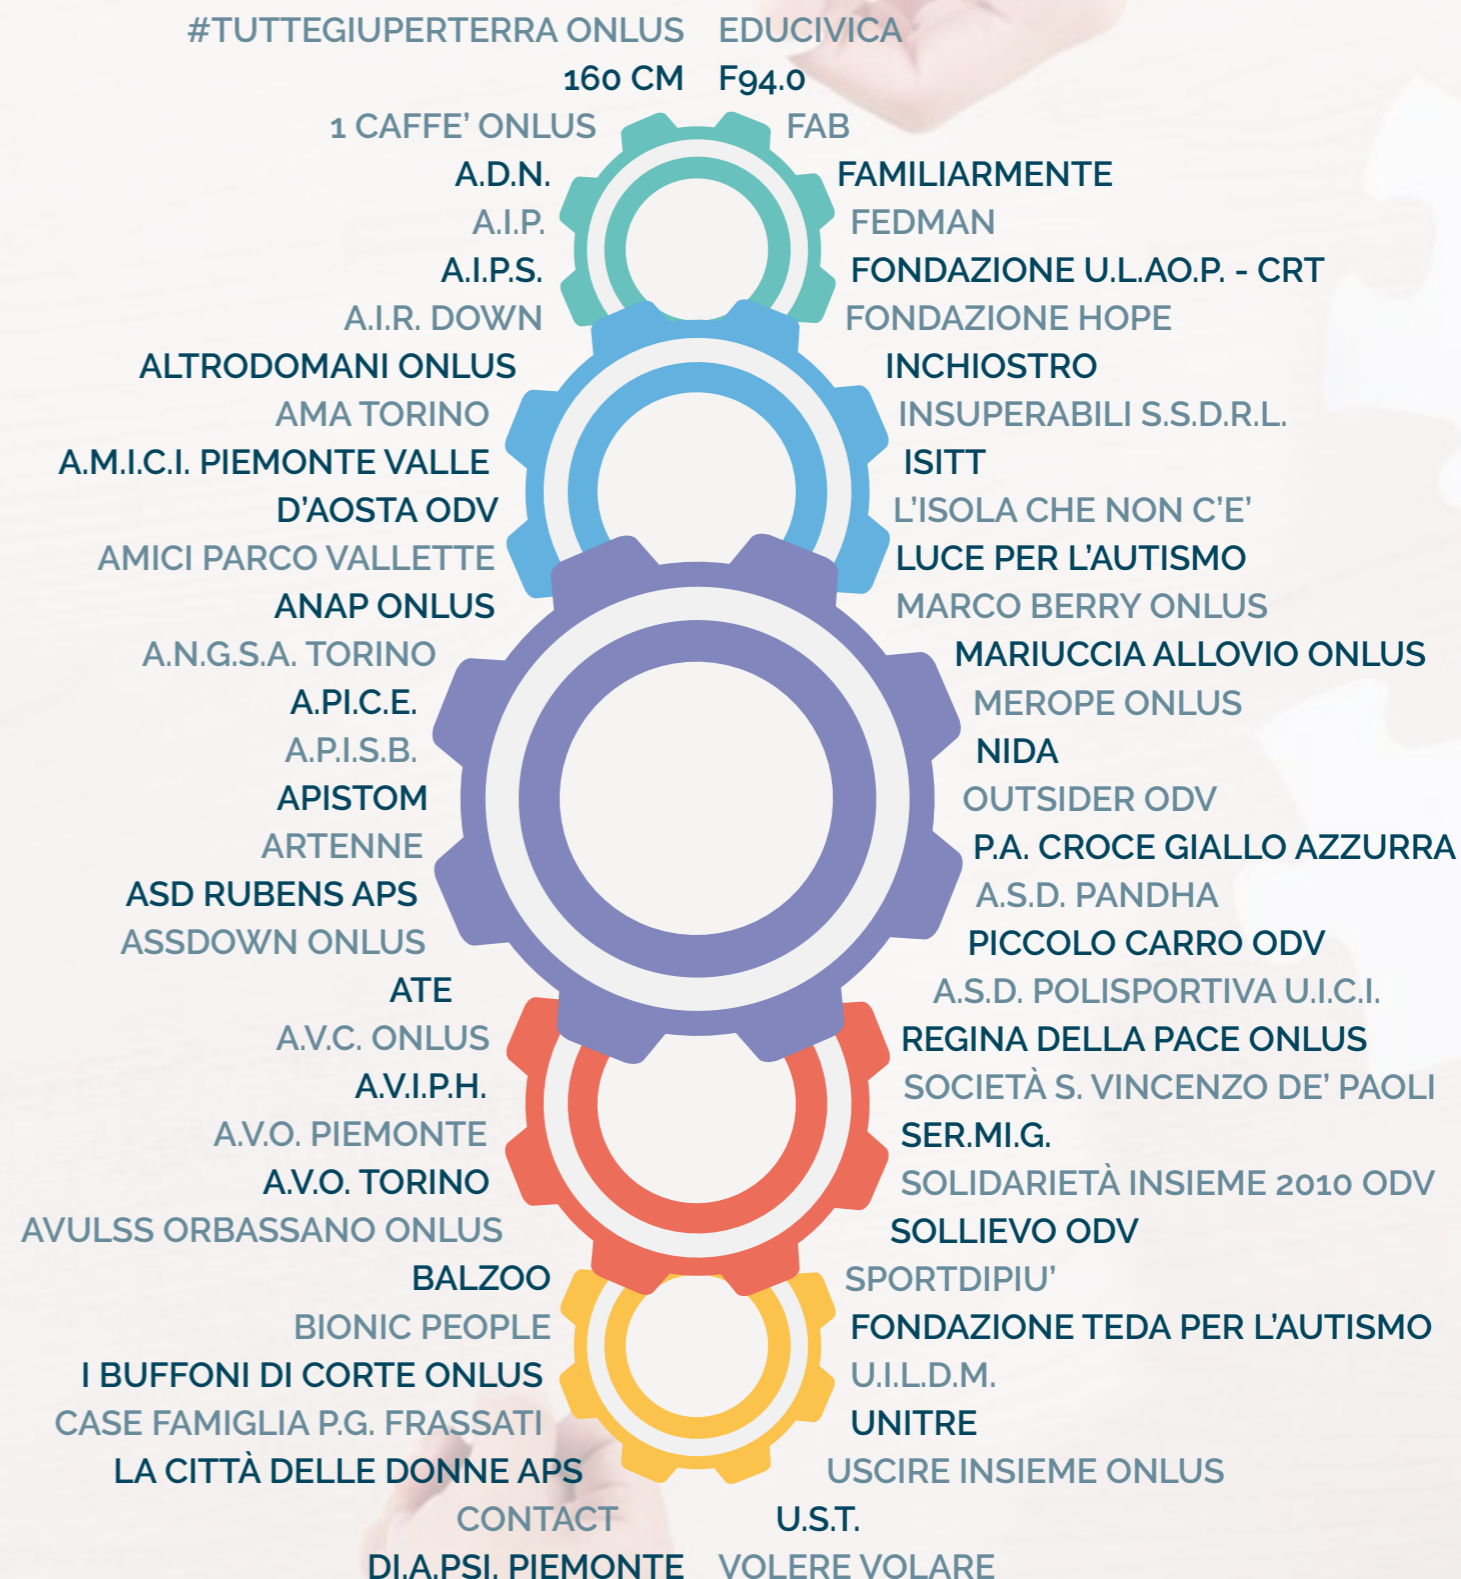 #TUTTEGIUPERTERRA ONLUS
160 CM
1 CAFFE' ONLUS
A.D.N.
A.I.P.
A.I.P.S.
A.I.R. DOWN
ALTRODOMANI ONLUS
AMA TORINO
A.M.I.C.I. PIEMONTE VALLE
D'AOSTA ODV
AMICI PARCO VALLETTE
ANAP ONLUS
A.N.G.S.A. TORINO
A.PI.C.E.
A.P.I.S.B.
APISTOM
ARTENNE
ASD RUBENS APS
ASSDOWN ONLUS
ATE
A.V.C. ONLUS
A.V.I.P.H.
A.V.O. PIEMONTE
A.V.O. TORINO
AVULSS ORBASSANO ONLUS
BALZOO
BIONIC PEOPLE
I BUFFONI DI CORTE ONLUS
CASE FAMIGLIA P.G. FRASSATI
LA CITTÀ DELLE DONNE APS
CONTACT
DI.A.PSI. PIEMONTE
EDUCIVICA
F94.0
FAB
FAMILIARMENTE
FEDMAN
FONDAZIONE U.L.AO.P. - CRT
FONDAZIONE HOPE
INCHIOSTRO
INSUPERABILI S.S.D.R.L.
ISITT
L'ISOLA CHE NON C'E'
LUCE PER L'AUTISMO
MARCO BERRY ONLUS
MARIUCCIA ALLOVIO ONLUS
MEROPE ONLUS
NIDA
OUTSIDER ODV
P.A. CROCE GIALLO AZZURRA
A.S.D. PANDHA
PICCOLO CARRO ODV
A.S.D. POLISPORTIVA U.I.C.I.
REGINA DELLA PACE ONLUS
SOCIETÀ S. VINCENZO DE' PAOLI
SER.MI.G.
SOLIDARIETÀ INSIEME 2010 ODV
SOLLIEVO ODV
SPORTDIPIU'
FONDAZIONE TEDA PER L'AUTISMO
U.I.L.D.M.
UNITRE
USCIRE INSIEME ONLUS
U.S.T.
VOLERE VOLARE